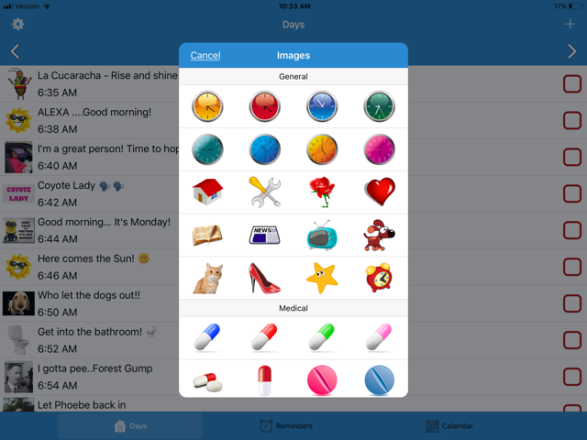 Verizon
10:33 AM
17%
Days
Cancel
Images
General
NEWS
Medical
La Cucaracha - Rise and shine
6:35 AM
ALEXA ....Good morning!
6:38 AM
I'm a great person! Time to hop
6:40 AM
COYOTE
LADY
Coyote Lady
6:42 AM
Good morning... It's Monday!
6:44 AM
Here comes the Sun!
6:46 AM
Who let the dogs out!!
6:50 AM
Get into the bathroom!
6:52 AM
I gotta pee..Forest Gump
6:54 AM
Let Phoebe back in
Days
Reminders
Calendar